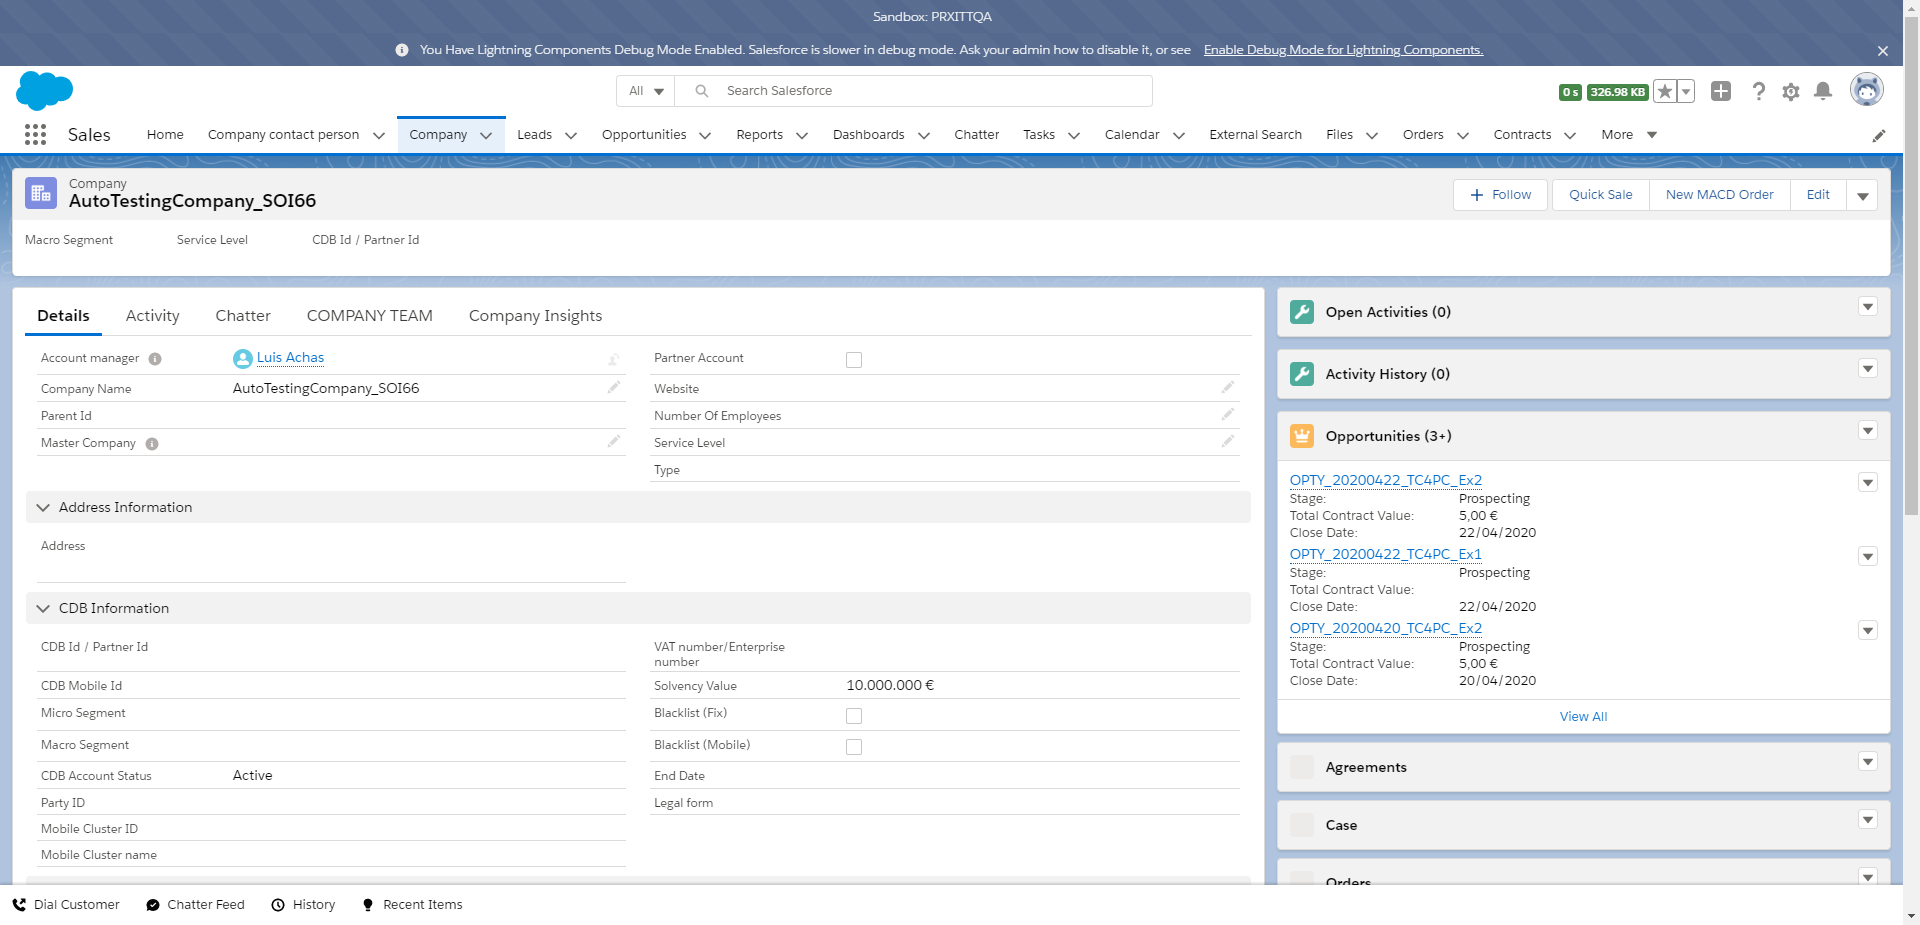 Sandbox: PRXITTQA
You Have Lightning Components Debug Mode Enabled. Salesforce is slower in debug mode. Ask your admin how to disable it, or see Enable Debug Mode for Lightning Components.
All Search Salesforce
0 s 326.98 KB
Sales Home Company contact person Company Leads Opportunities Reports Dashboards Chatter Tasks Calendar External Search Files Orders Contracts More
Company
AutoTestingCompany_SOI66
Follow Quick Sale New MACD Order Edit
Macro Segment Service Level CDB Id / Partner Id
Details Activity Chatter COMPANY TEAM Company Insights
Account manager Luis Achas
Company Name AutoTestingCompany_SOI66
Parent Id
Master Company
Partner Account
Website
Number Of Employees
Service Level
Type
Address Information
Address
CDB Information
CDB Id / Partner Id
CDB Mobile Id
Micro Segment
Macro Segment
CDB Account Status Active
Party ID
Mobile Cluster ID
Mobile Cluster name
VAT number/Enterprise
number
Solvency Value 10.000.000 €
Blacklist (Fix)
Blacklist (Mobile)
End Date
Legal form
Open Activities (0)
Activity History (0)
Opportunities (3+)
OPTY_20200422_TC4PC_Ex2
Stage: Prospecting
Total Contract Value: 5,00 €
Close Date: 22/04/2020
OPTY_20200422_TC4PC_Ex1
Stage: Prospecting
Total Contract Value:
Close Date: 22/04/2020
OPTY_20200420_TC4PC_Ex2
Stage: Prospecting
Total Contract Value: 5,00 €
Close Date: 20/04/2020
View All
Agreements
Case
Orders
Dial Customer Chatter Feed History Recent Items